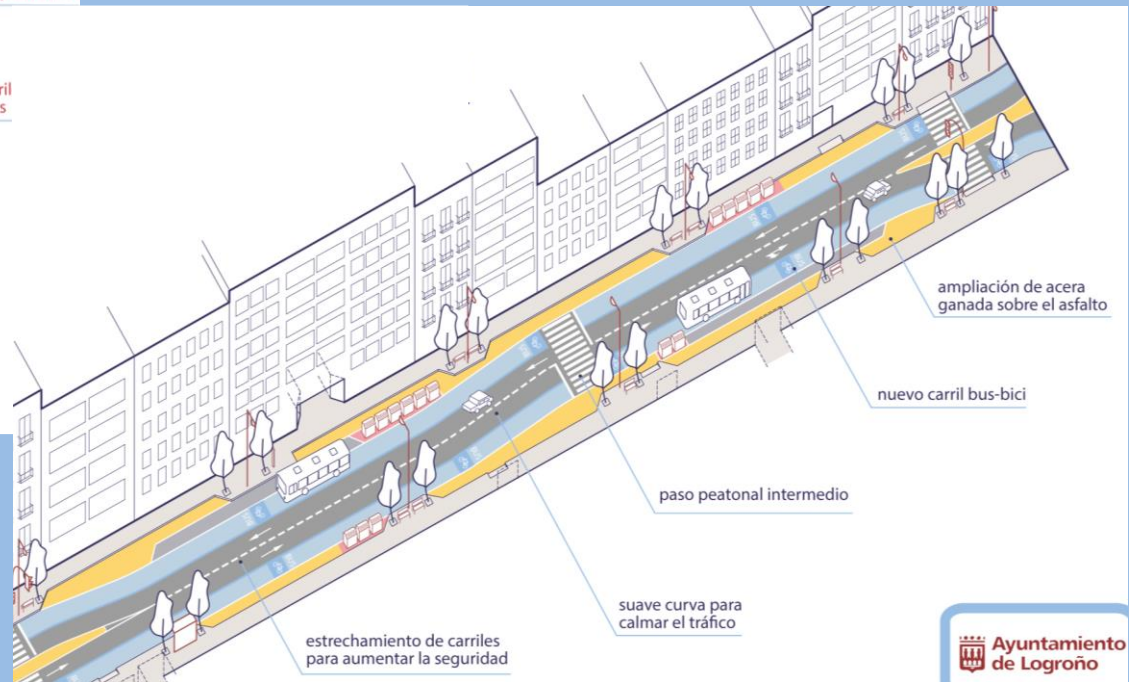 ril
s
ampliación de acera
ganada sobre el asfalto
nuevo carril bus-bici
paso peatonal intermedio
suave curva para
calmar el tráfico
estrechamiento de carriles
para aumentar la seguridad
Ayuntamiento
de Logroño